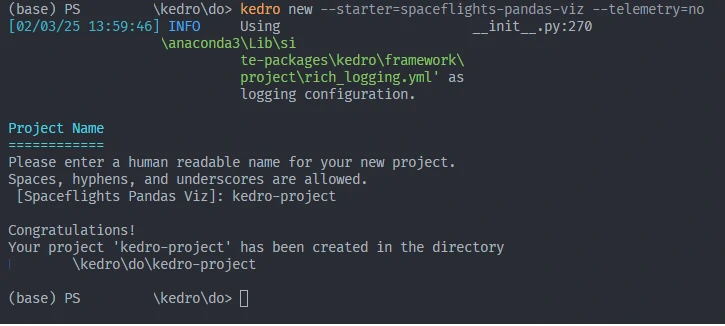 (base) PS \kedro\do> kedro new --starter=spaceflights-pandas-viz --telemetry=no
[02/03/25 13:59:46] INFO Using __init__.py:270
\anaconda3\Lib\si
te-packages\kedro\framework\
project\rich_logging.yml' as
logging configuration.
Project Name
============
Please enter a human readable name for your new project.
Spaces, hyphens, and underscores are allowed.
[Spaceflights Pandas Viz]: kedro-project
Congratulations!
Your project 'kedro-project' has been created in the directory
\kedro\do\kedro-project
(base) PS \kedro\do>